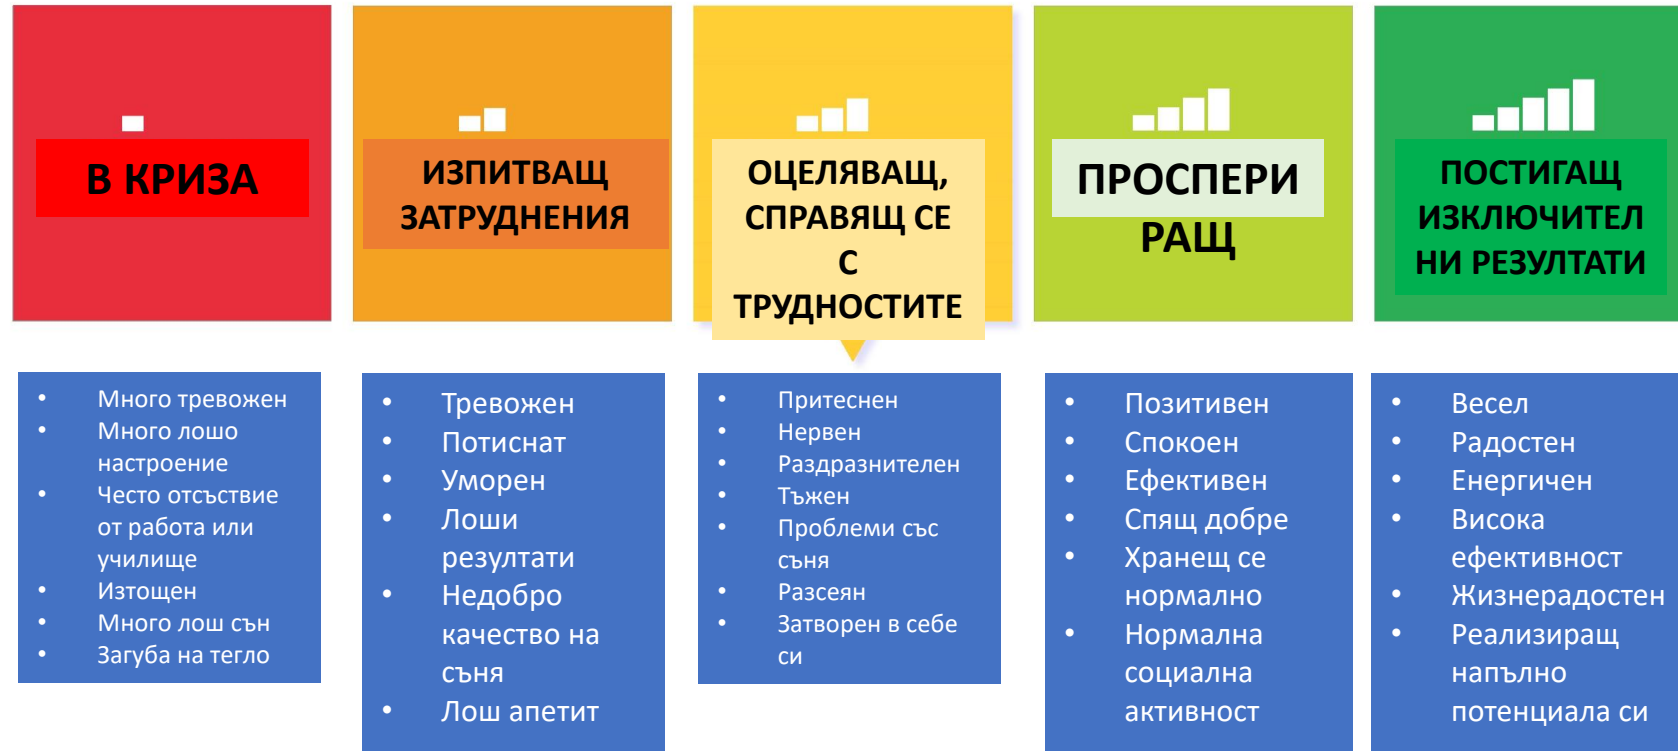 В КРИЗА
ИЗПИТВАЩ
ЗАТРУДНЕНИЯ
ОЦЕЛЯВАЩ,
СПРАВЯЩ СЕ
С
ТРУДНОСТИТЕ
ПРОСПЕРИ
РАЩ
ПОСТИГАЩ
ИЗКЛЮЧИТЕЛ
НИ РЕЗУЛТАТИ
• Много тревожен
• Много лошо
настроение
• Често отсъствие
от работа или
училище
• Изтощен
• Много лош сън
• Загуба на тегло
• Тревожен
• Потиснат
• Уморен
• Лоши
резултати
• Недобро
качество на
съня
• Лош апетит
• Притеснен
• Нервен
• Раздразнителен
• Тъжен
• Проблеми със
съня
• Разсеян
• Затворен в себе
си
• Позитивен
• Спокоен
• Ефективен
• Спящ добре
• Хранещ се
нормално
• Нормална
социална
активност
• Весел
• Радостен
• Енергичен
• Висока
ефективност
• Жизнерадостен
• Реализиращ
напълно
потенциала си